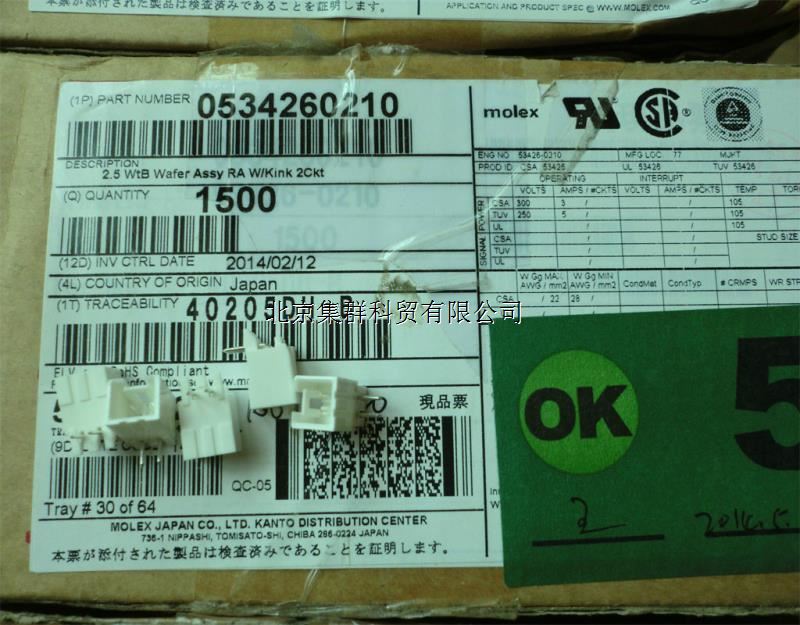 本票が添付された製品は検査済みであることを証明します。
APPLICATION AND PRODUCT SPEC @ WWW.MOLEX.COM
(1P) PART NUMBER 0534260210
DESCRIPTION
2.5 WtB Wafer Assy RA W/Kink 2Ckt
(Q) QUANTITY 1500
(12D) INV CTRL DATE 2014/02/12
(4L) COUNTRY OF ORIGIN Japan
(1T) TRACEABILITY
北京集群科贸有限公司
RoHS Compliant
現品票
QC-05
Tray # 30 of 64
MOLEX JAPAN CO., LTD. KANTO DISTRIBUTION CENTER
736-1 NIPPASHI, TOMISATO-SHI, CHIBA 286-0224 JAPAN
本票が添付された製品は検査済みであることを証明します。
molex
ENG NO 53426-0210 MFG LOC 77 MJKT
PROD ID CSA 53426 UL 53426 TUV 53426
OPERATING INTERRUPT
VOLTS AMPS / #CKTS VOLTS AMPS / #CKTS TEMP
SIGNAL POWER
CSA 300 3 / / 105
TUV 250 5 / / 105
UL / / 105
CSA / / STUD SIZE
TUV / /
UL / /
W Gg MAX W Gg MIN
AWG / mm2 AWG / mm2 CondMat CondTyp # CRMPS WR STR
CSA / 22 28 /
OK
5
2